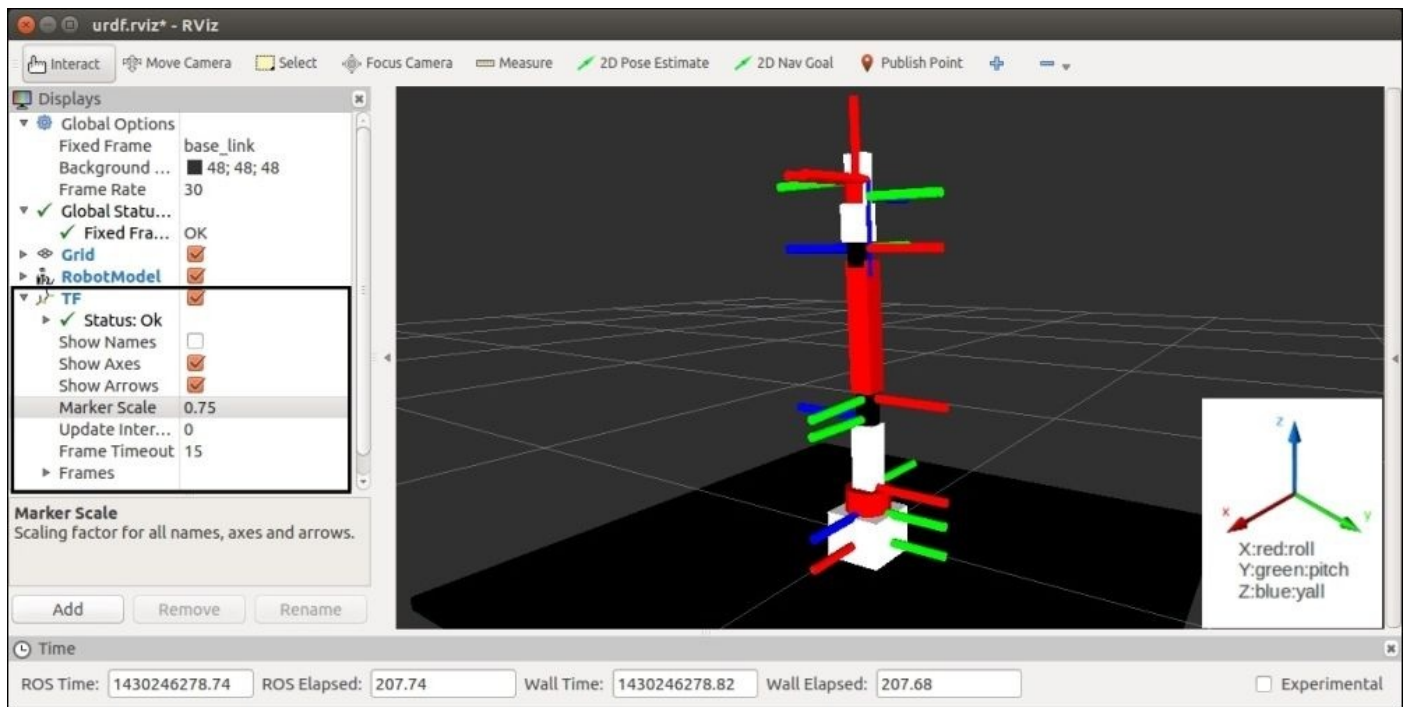 urdf.rviz* - RViz
Interact Move Camera Select Focus Camera Measure 2D Pose Estimate 2D Nav Goal Publish Point
Displays
Global Options
Fixed Frame base_link
Background ... 48; 48; 48
Frame Rate 30
Global Statu...
Fixed Fra... OK
Grid
RobotModel
TF
Status: Ok
Show Names
Show Axes
Show Arrows
Marker Scale 0.75
Update Inter... 0
Frame Timeout 15
Frames
Marker Scale
Scaling factor for all names, axes and arrows.
Add Remove Rename
z
x
y
X:red:roll
Y:green:pitch
Z:blue:yall
Time
ROS Time: 1430246278.74 ROS Elapsed: 207.74 Wall Time: 1430246278.82 Wall Elapsed: 207.68 Experimental